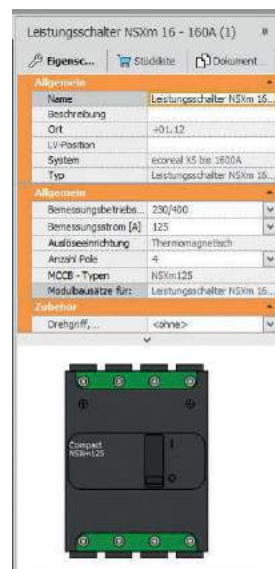 Leistungsschalter NSXm 16 - 160A (1)
Eigensc... Stückliste Dokument...
Allgemein
Name Leistungsschalter NSXm 16...
Beschreibung
Ort +01.12
LV-Position
System ecoreal XS bis 1600A
Typ Leistungsschalter NSXm 16...
Allgemein
Bemessungsbetriebs... 230/400
Bemessungsstrom [A] 125
Auslöseeinrichtung Thermomagnetisch
Anzahl Pole 4
MCCB - Typen NSXm125
Modulbausätze für: Leistungsschalter NSXm 16...
Zubehör
Drehgriff,... <ohne>
Compact
NSXm125
I
O